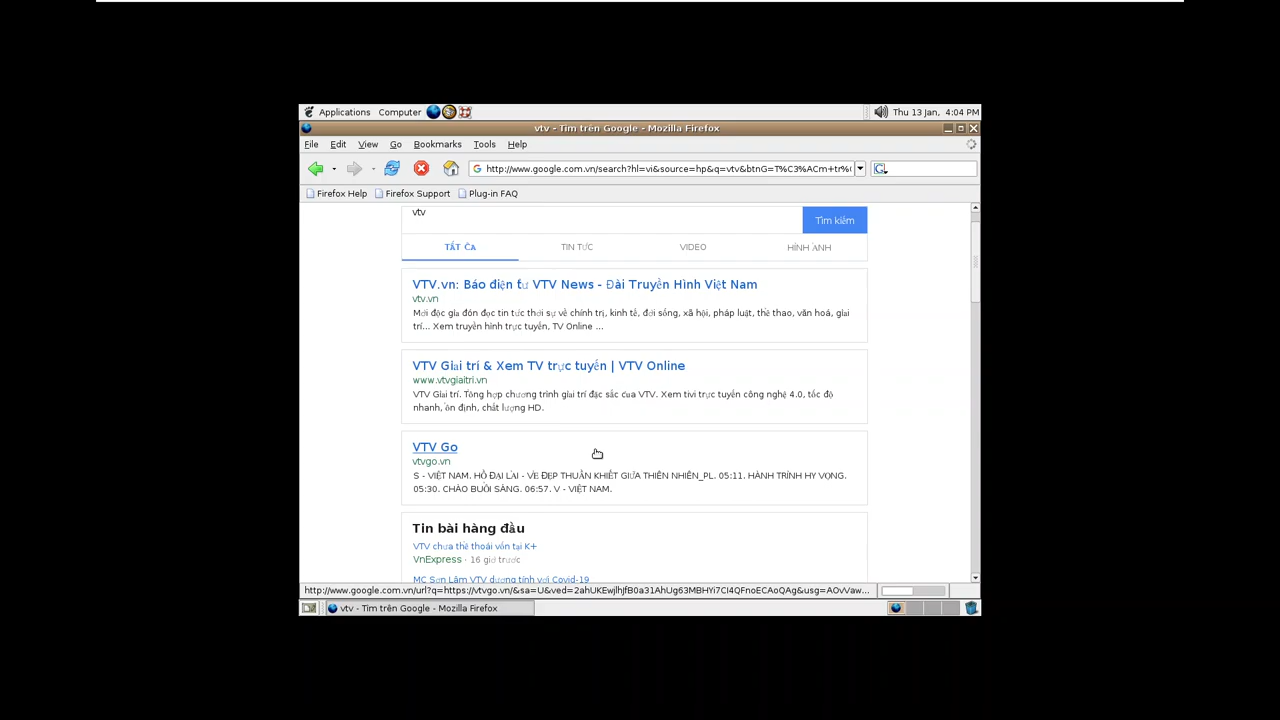 Applications Computer Thu 13 Jan, 4:04 PM
vtv - Tìm trên Google - Mozilla Firefox
File Edit View Go Bookmarks Tools Help
http://www.google.com.vn/search?hl=vi&source=hp&q=vtv&btnG=T%C3%ACm+tr%
Firefox Help Firefox Support Plug-in FAQ
vtv
Tìm kiếm
TẤT CẢ TIN TỨC VIDEO HÌNH ẢNH
VTV.vn: Báo điện tử VTV News - Đài Truyền Hình Việt Nam
vtv.vn
Mời độc giả đón đọc tin tức thời sự về chính trị, kinh tế, đời sống, xã hội, pháp luật, thể thao, văn hoá, giải
trí... Xem truyền hình trực tuyến, TV Online ...
VTV Giải trí & Xem TV trực tuyến | VTV Online
www.vtvgiaitri.vn
VTV Giải trí. Tổng hợp chương trình giải trí đặc sắc của VTV. Xem tivi trực tuyến công nghệ 4.0, tốc độ
nhanh, ổn định, chất lượng HD.
VTV Go
vtvgo.vn
S - VIỆT NAM. HỒ ĐẠI LẢI - VẺ ĐẸP THUẦN KHIẾT GIỮA THIÊN NHIÊN_PL. 05:11. HÀNH TRÌNH HY VỌNG.
05:30. CHÀO BUỔI SÁNG. 06:57. V - VIỆT NAM.
Tin bài hàng đầu
VTV chưa thể thoái vốn tại K+
VnExpress · 16 giờ trước
MC Sơn Lâm VTV dương tính với Covid-19
http://www.google.com.vn/url?q=https://vtvgo.vn/&sa=U&ved=2ahUKEwjlhJfB0a31AhUg63MBHYi7CI4QFnoECAoQAg&usg=AOvVaw...
vtv - Tìm trên Google - Mozilla Firefox